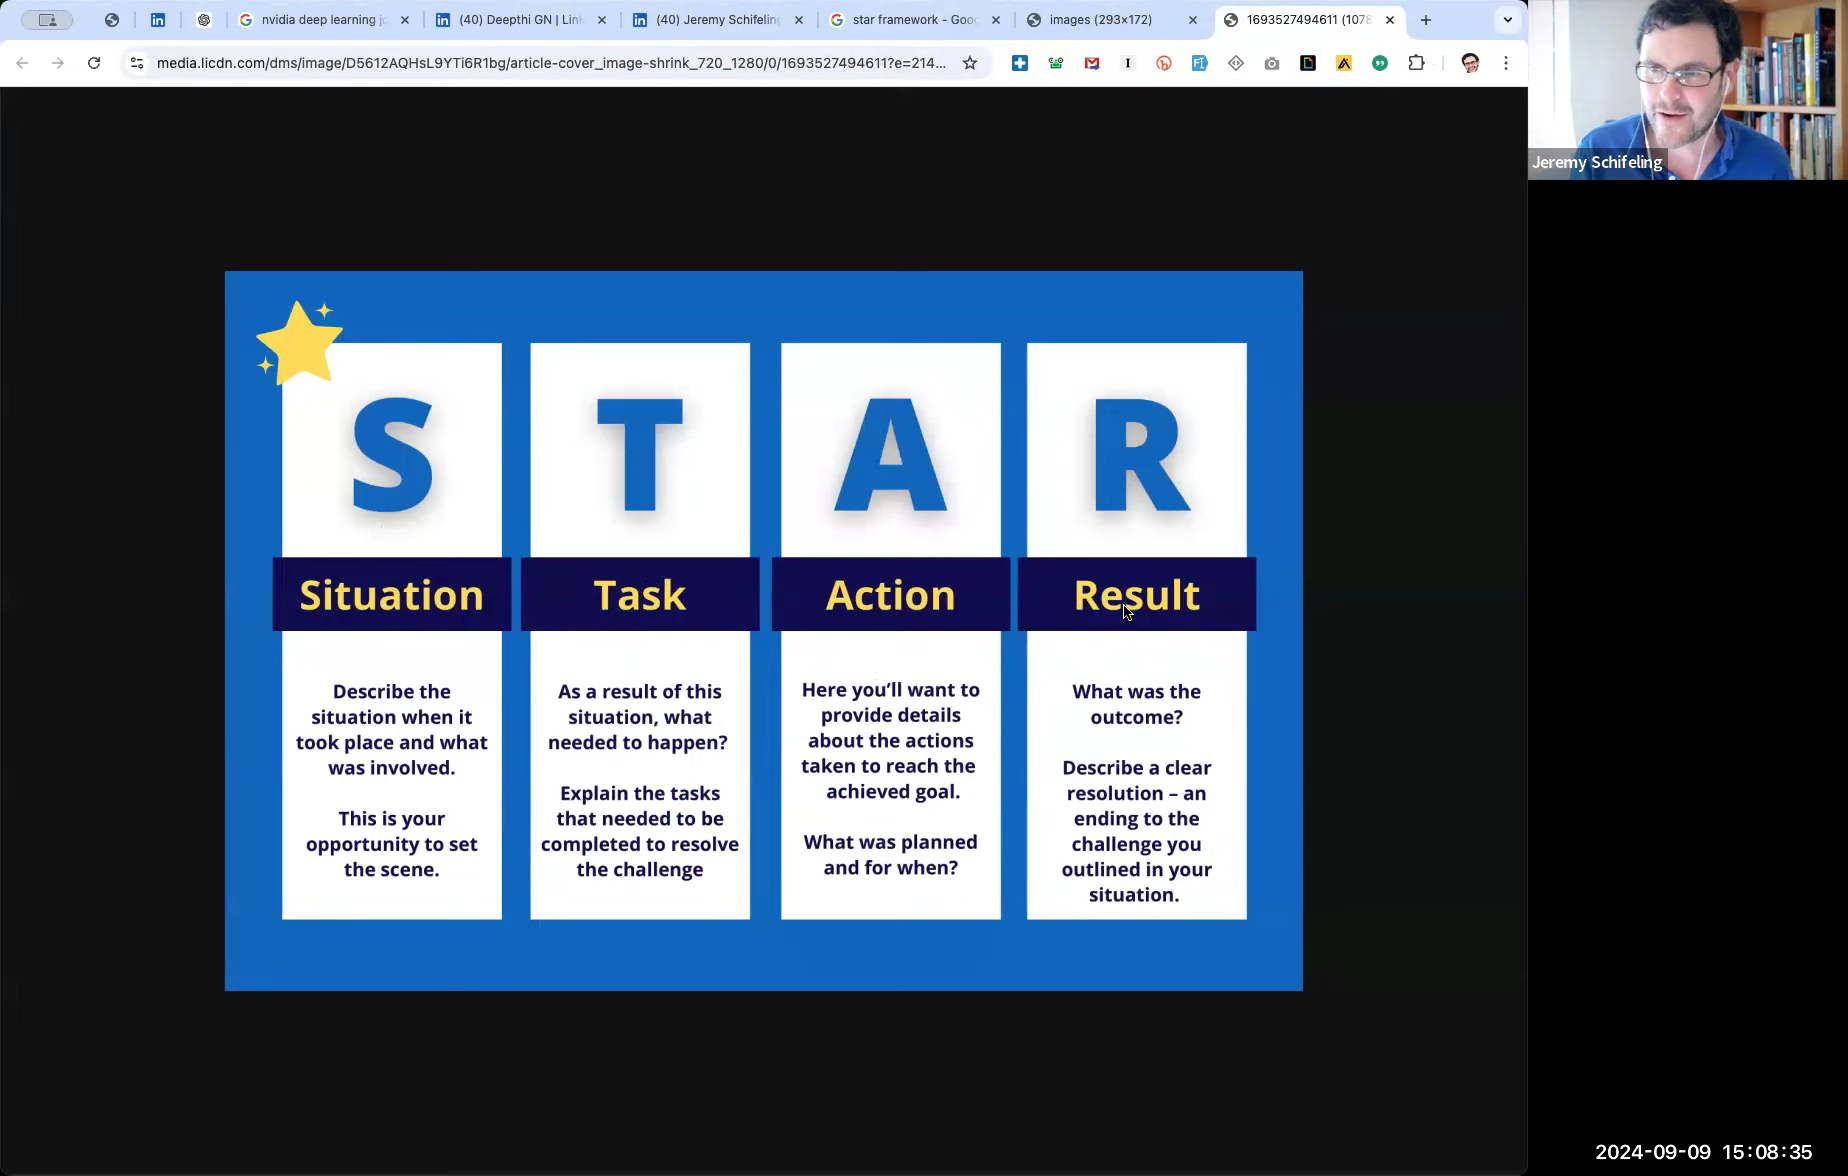 nvidia deep learning jo
(40) Deepthi GN | Link
(40) Jeremy Schifeling
star framework - Goo
images (293×172)
1693527494611 (1078
media.licdn.com/dms/image/D5612AQHsL9YTi6R1bg/article-cover_image-shrink_720_1280/0/1693527494611?e=214...
Jeremy Schifeling
S
Situation
Describe the
situation when it
took place and what
was involved.
This is your
opportunity to set
the scene.
T
Task
As a result of this
situation, what
needed to happen?
Explain the tasks
that needed to be
completed to resolve
the challenge
A
Action
Here you’ll want to
provide details
about the actions
taken to reach the
achieved goal.
What was planned
and for when?
R
Result
What was the
outcome?
Describe a clear
resolution – an
ending to the
challenge you
outlined in your
situation.
2024-09-09 15:08:35